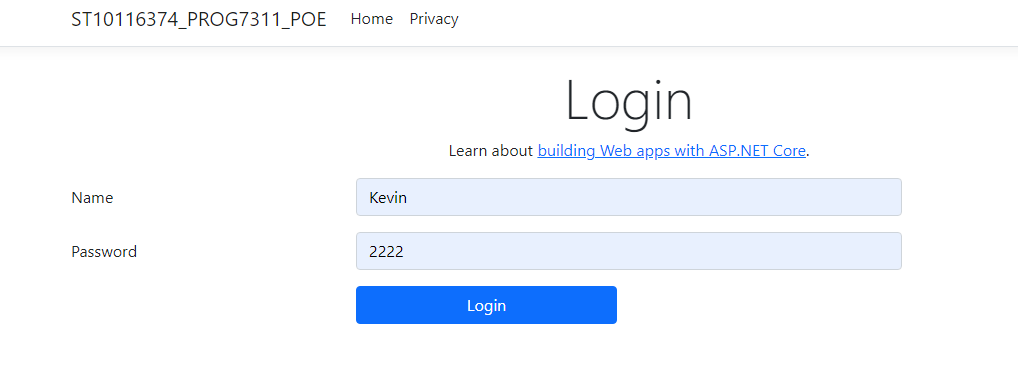 ST10116374_PROG7311_POE Home Privacy
Login
Learn about building Web apps with ASP.NET Core.
Name Kevin
Password 2222
Login